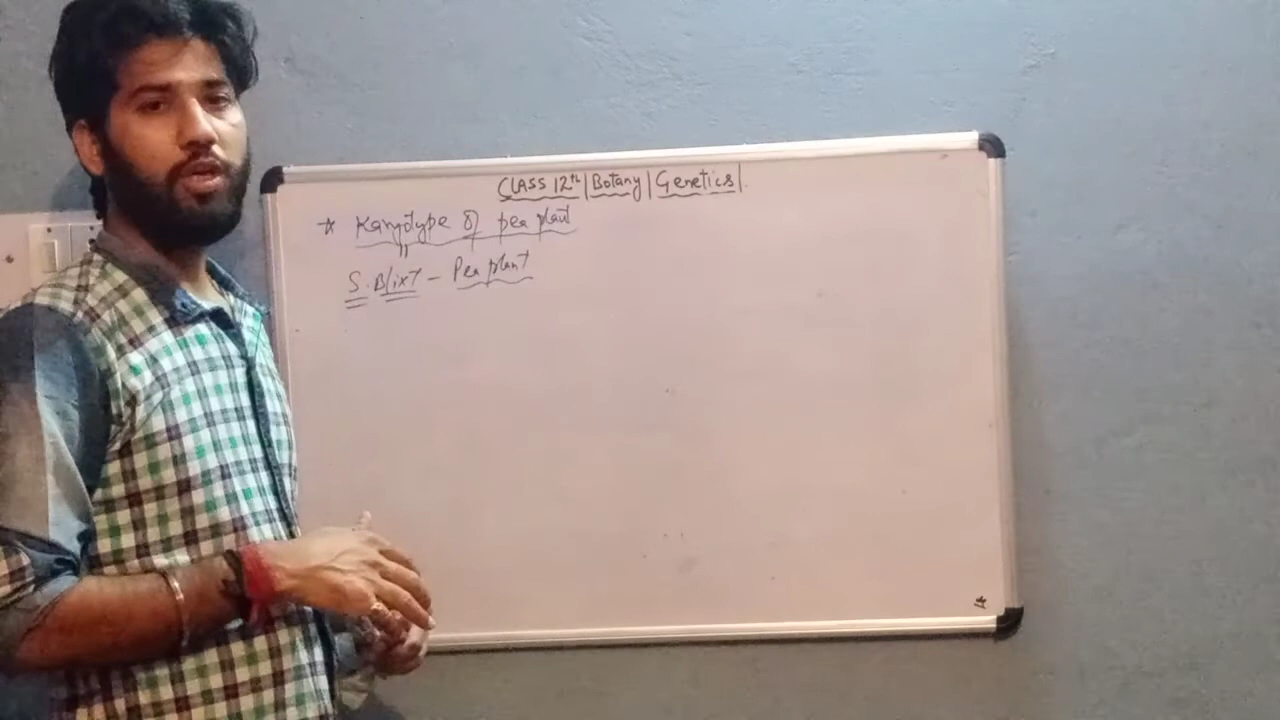 CLASS 12th | Botany | Genetics |
* Karyotype of pea plant
"
S. Blixt - Pea plant